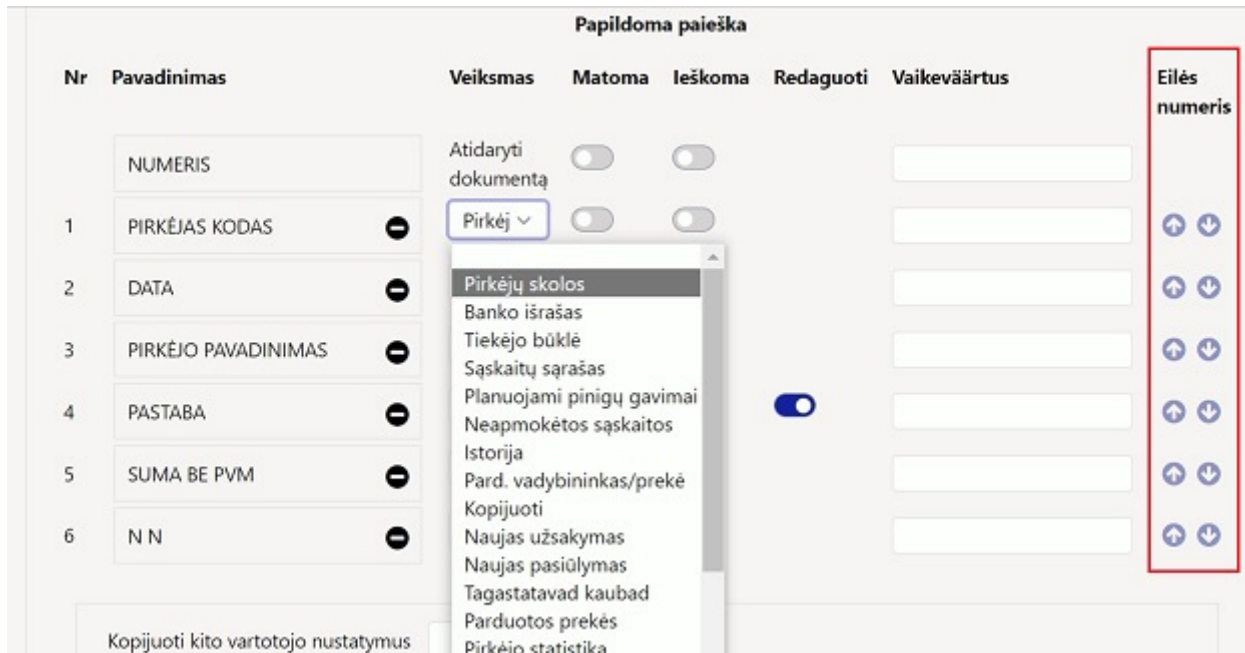 Papildoma paieška
Nr Pavadinimas Veiksmas Matoma Ieškoma Redaguoti Vaikeväärtus Eilės
numeris
NUMERIS Atidaryti
dokumentą
1 PIRKĖJAS KODAS Pirkėj
Pirkėjų skolos
2 DATA
Banko išrašas
Tiekėjo būklė
3 PIRKĖJO PAVADINIMAS
Sąskaitų sąrašas
Planuojami pinigų gavimai
4 PASTABA
Neapmokėtos sąskaitos
Istorija
5 SUMA BE PVM
Pard. vadybininkas/prekė
Kopijuoti
6 N N
Naujas užsakymas
Naujas pasiūlymas
Tagastatavad kaubad
Parduotos prekės
Kopijuoti kito vartotojo nustatymus
Pirkėjo statistika